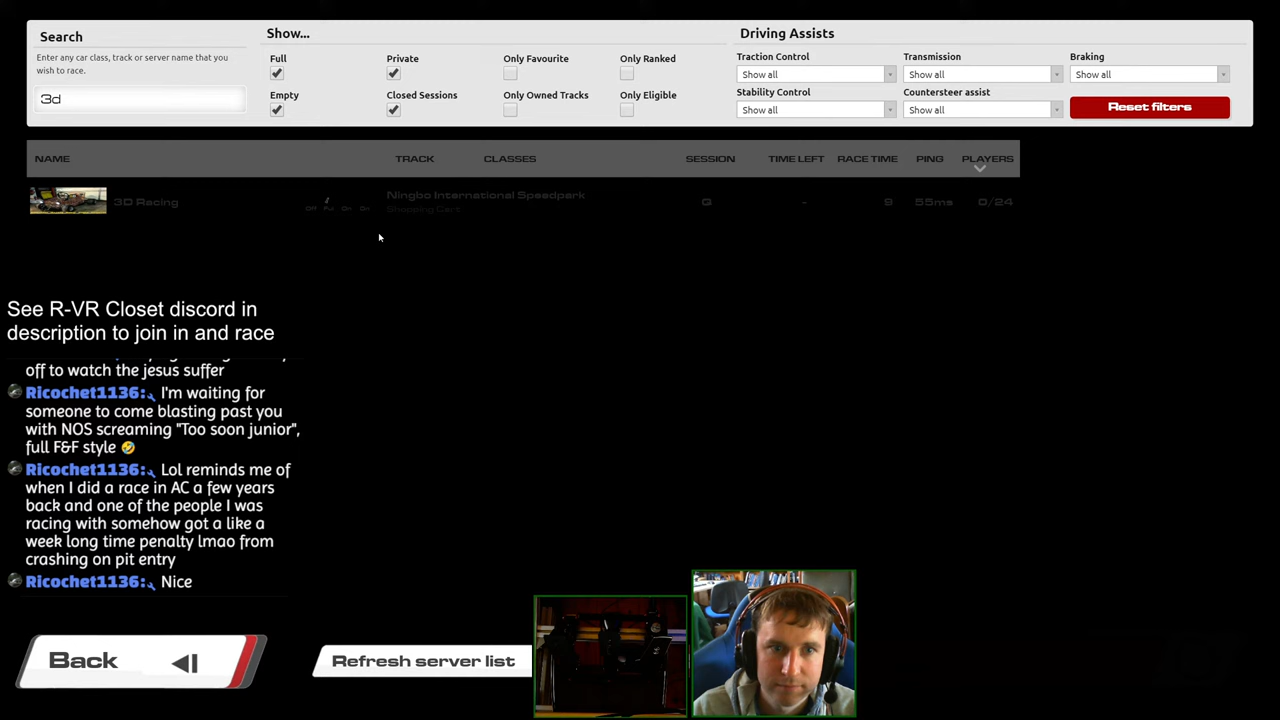 Search
Enter any car class, track or server name that you
wish to race.
3d
Show...
Full
Private
Only Favourite
Only Ranked
Empty
Closed Sessions
Only Owned Tracks
Only Eligible
Driving Assists
Traction Control
Transmission
Braking
Show all
Show all
Show all
Stability Control
Countersteer assist
Show all
Show all
Reset filters
NAME TRACK CLASSES SESSION TIME LEFT RACE TIME PING PLAYERS
3D Racing Ningbo International Speedpark Q - 9 55ms 0/24
Shopping Cart
See R-VR Closet discord in
description to join in and race
off to watch the jesus suffer
Ricochet1136: I'm waiting for
someone to come blasting past you
with NOS screaming "Too soon junior",
full F&F style 🤣
Ricochet1136: Lol reminds me of
when I did a race in AC a few years
back and one of the people I was
racing with somehow got a like a
week long time penalty lmao from
crashing on pit entry
Ricochet1136: Nice
Back
Refresh server list